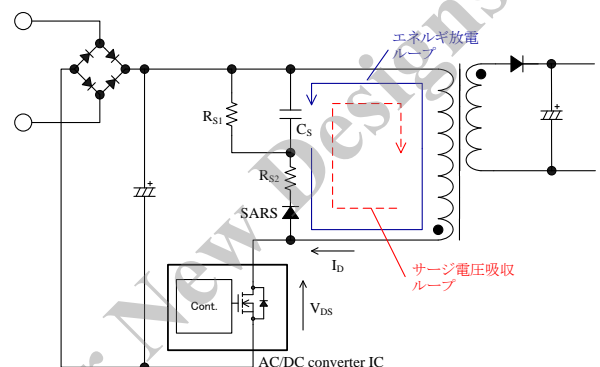 エネルギ放電
ループ
R_S1
C_S
R_S2
SARS
サージ電圧吸収
ループ
I_D
V_DS
Cont.
AC/DC converter IC
r New Designs